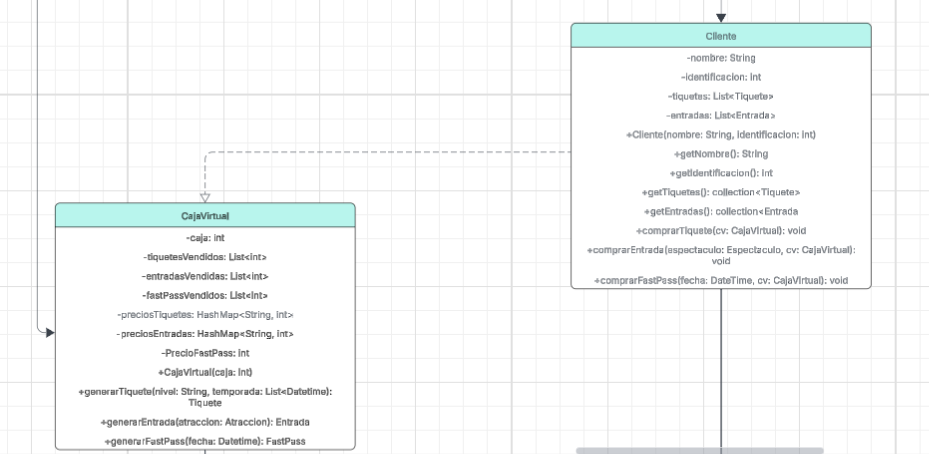 Cliente
-nombre: String
-identificacion: int
-tiquetes: List<Tiquete>
-entradas: List<Entrada>
+Cliente(nombre: String, identificacion: int)
+getNombre(): String
+getIdentificacion(): int
+getTiquetes(): collection<Tiquete>
+getEntradas(): collection<Entrada
+comprarTiquete(cv: CajaVirtual): void
+comprarEntrada(espectaculo: Espectaculo, cv: CajaVirtual):
void
+comprarFastPass(fecha: DateTime, cv: CajaVirtual): void
CajaVirtual
-caja: int
-tiquetesVendidos: List<int>
-entradasVendidas: List<int>
-fastPassVendidos: List<int>
-preciosTiquetes: HashMap<String, int>
-preciosEntradas: HashMap<String, int>
-PrecioFastPass: int
+CajaVirtual(caja: int)
+generarTiquete(nivel: String, temporada: List<Datetime):
Tiquete
+generarEntrada(atraccion: Atraccion): Entrada
+generarFastPass(fecha: Datetime): FastPass